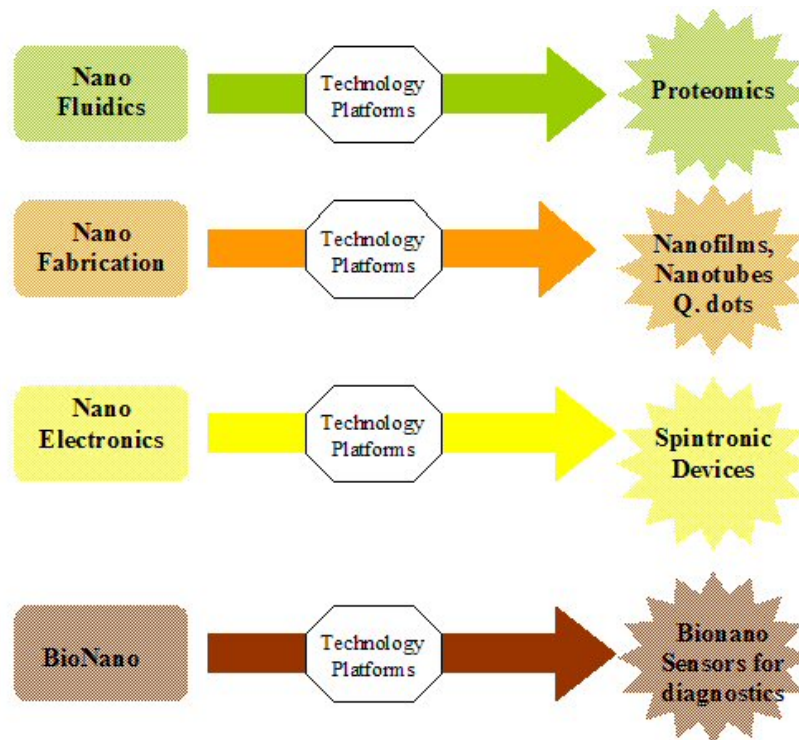 Nano
Fluidics
Technology
Platforms
Proteomics
Nano
Fabrication
Technology
Platforms
Nanofilms,
Nanotubes
Q. dots
Nano
Electronics
Technology
Platforms
Spintronic
Devices
BioNano
Technology
Platforms
Bionano
Sensors for
diagnostics